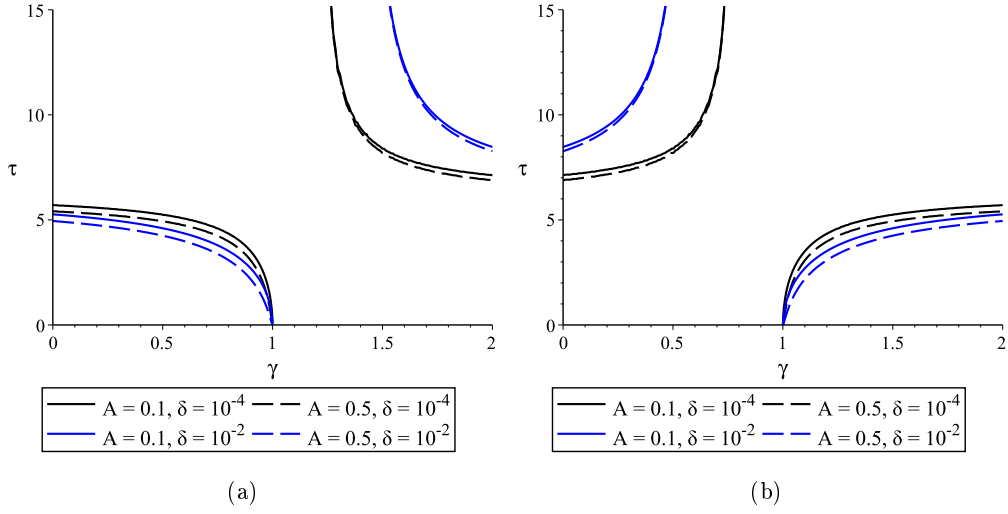 15
10
τ
5
0
0 0.5 1 1.5 2
γ
A = 0.1, δ = 10⁻⁴ A = 0.5, δ = 10⁻⁴
A = 0.1, δ = 10⁻² A = 0.5, δ = 10⁻²
(a)
15
10
τ
5
0
0 0.5 1 1.5 2
γ
A = 0.1, δ = 10⁻⁴ A = 0.5, δ = 10⁻⁴
A = 0.1, δ = 10⁻² A = 0.5, δ = 10⁻²
(b)